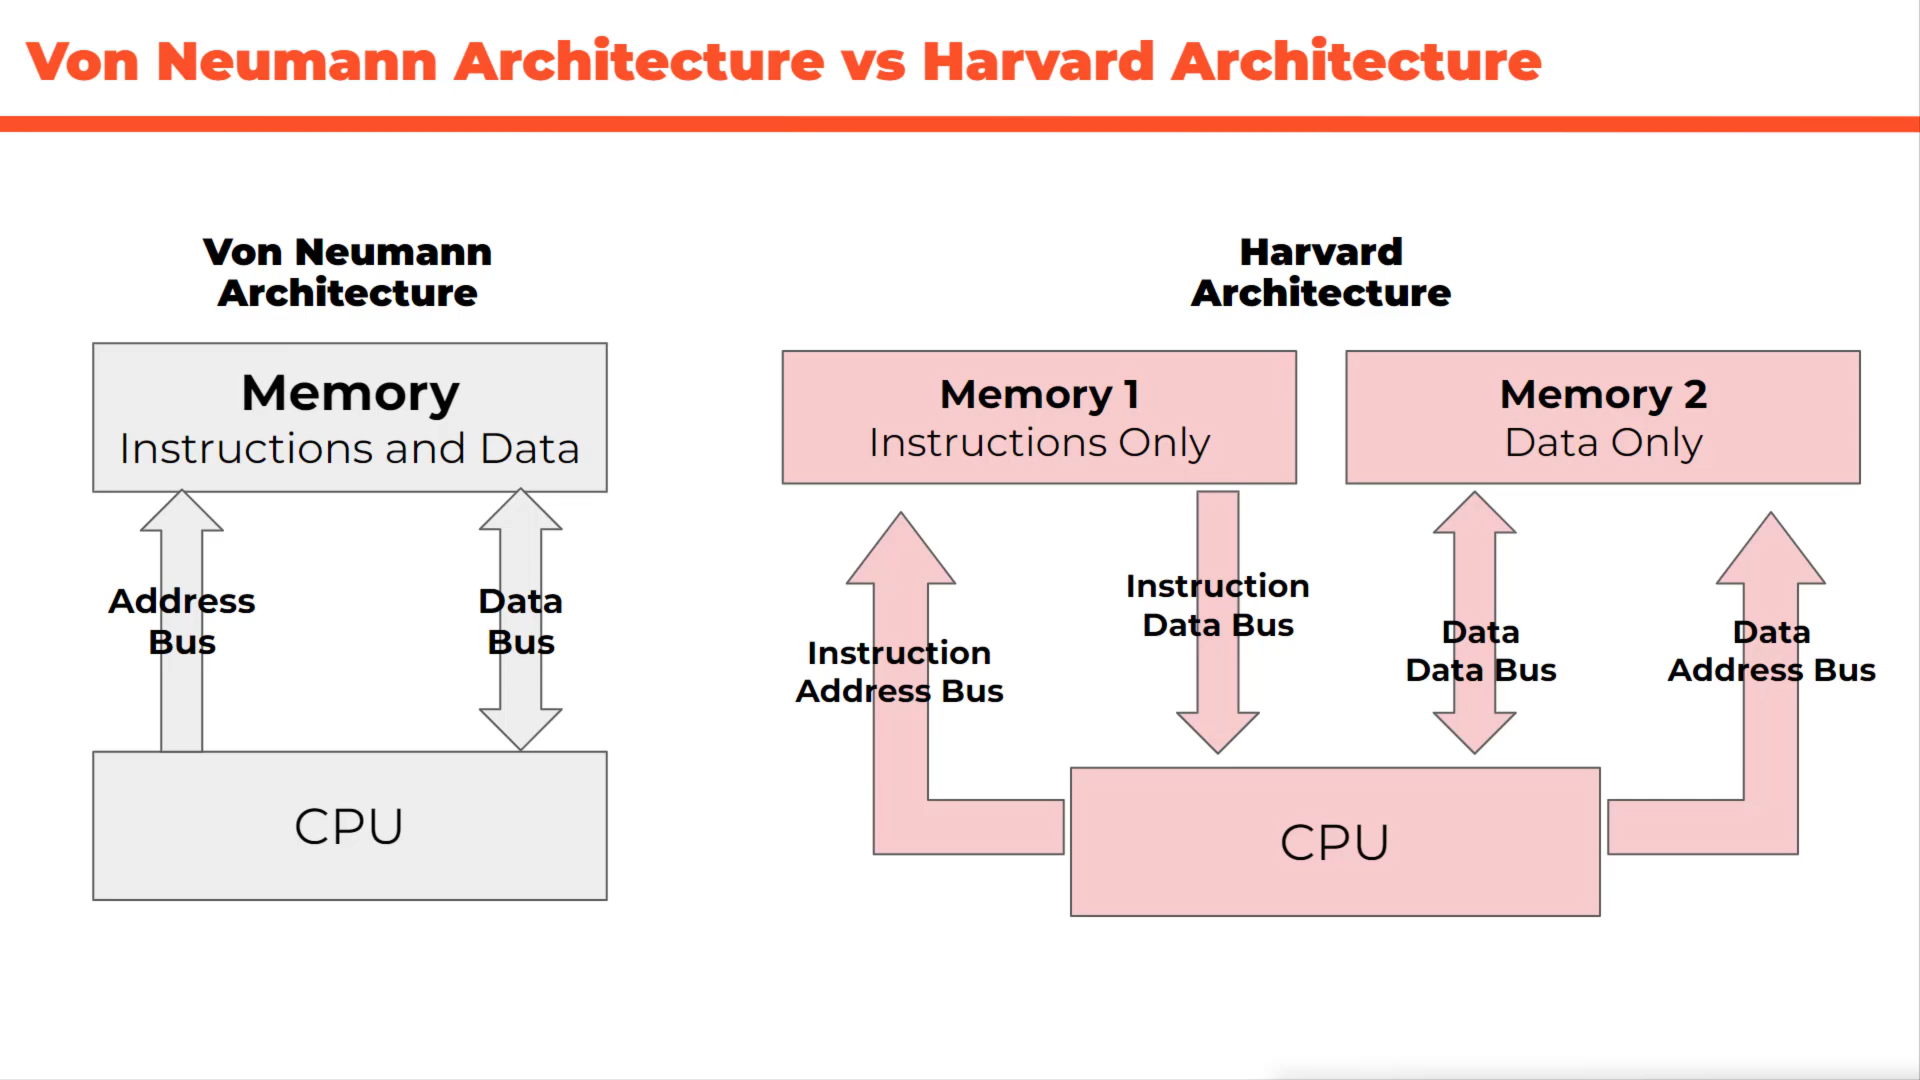 Von Neumann Architecture vs Harvard Architecture
Von Neumann
Architecture
Memory
Instructions and Data
Address
Bus
Data
Bus
CPU
Harvard
Architecture
Memory 1
Instructions Only
Memory 2
Data Only
Instruction
Address Bus
Instruction
Data Bus
Data
Data Bus
Data
Address Bus
CPU